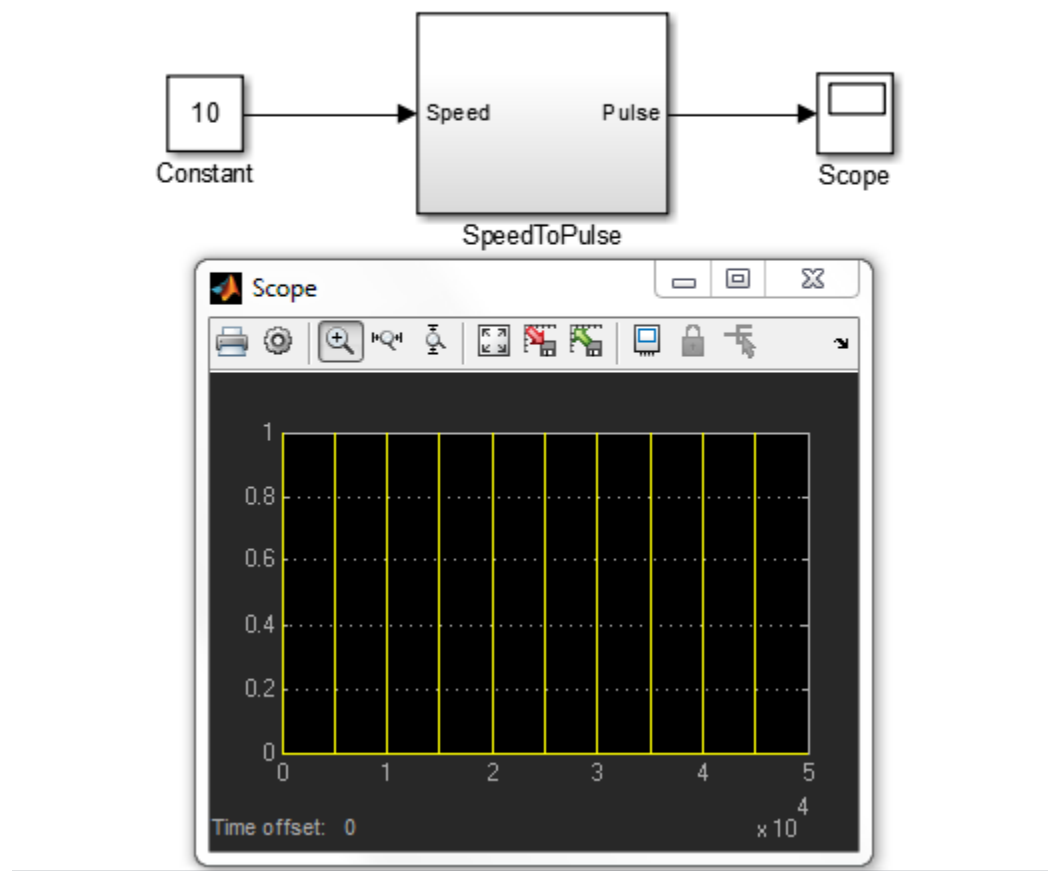 10
Speed Pulse
Constant
Scope
SpeedToPulse
Scope
1
0.8
0.6
0.4
0.2
0
0 1 2 3 4 5
Time offset: 0
x 10 4